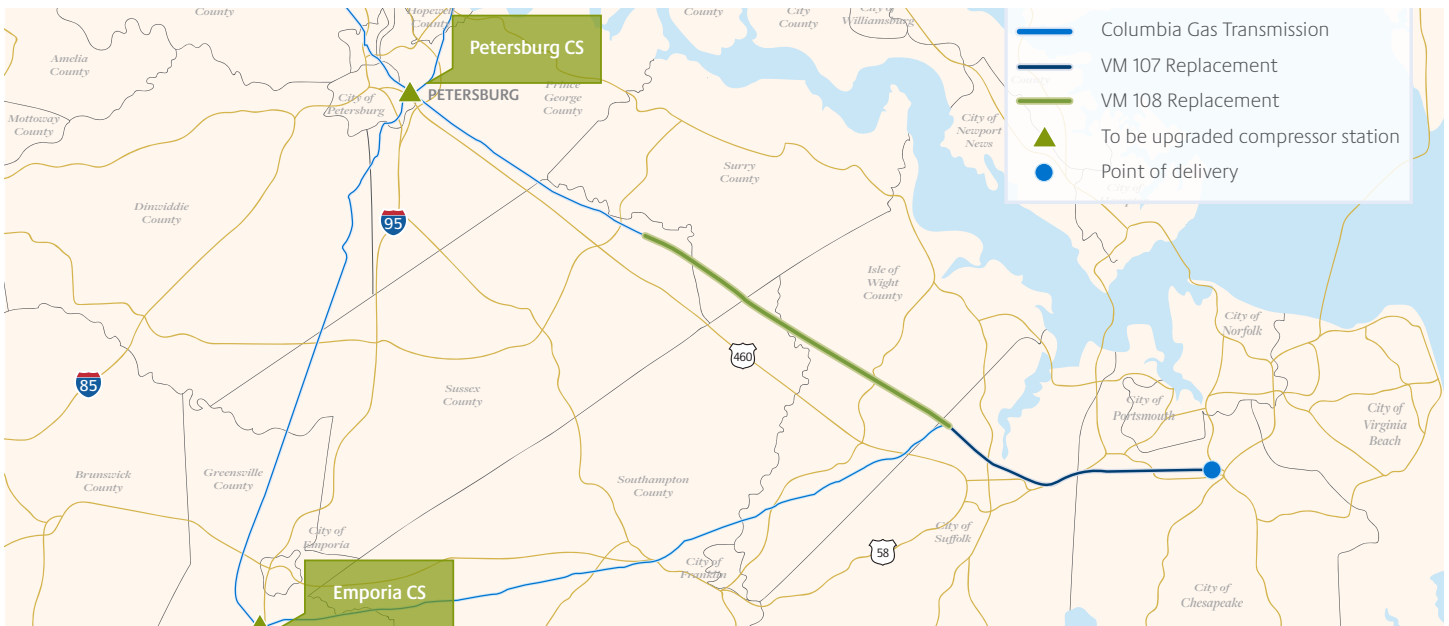 County
Hopewell
County
County
City
County
City of
Williamsburg
Columbia Gas Transmission
VM 107 Replacement
VM 108 Replacement
To be upgraded compressor station
Point of delivery
Petersburg CS
Amelia
County
PETERSBURG
City of
Petersburg
Prince
George
County
Mottoway
County
City of
Newport
News
Surry
County
Dinwiddie
County
95
Isle of
Wight
County
City of
Norfolk
460
85
Sussex
County
City of
Portsmouth
City of
Virginia
Beach
Brunswick
County
Greensville
County
Southampton
County
City of
Emporia
City of
Suffolk
58
City of
Franklin
Emporia CS
City of
Chesapeake